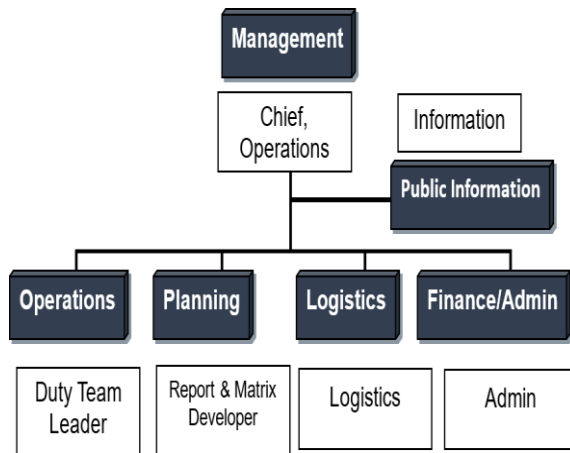 Management
Chief,
Operations
Information
Public Information
Operations
Planning
Logistics
Finance/Admin
Duty Team
Leader
Report & Matrix
Developer
Logistics
Admin